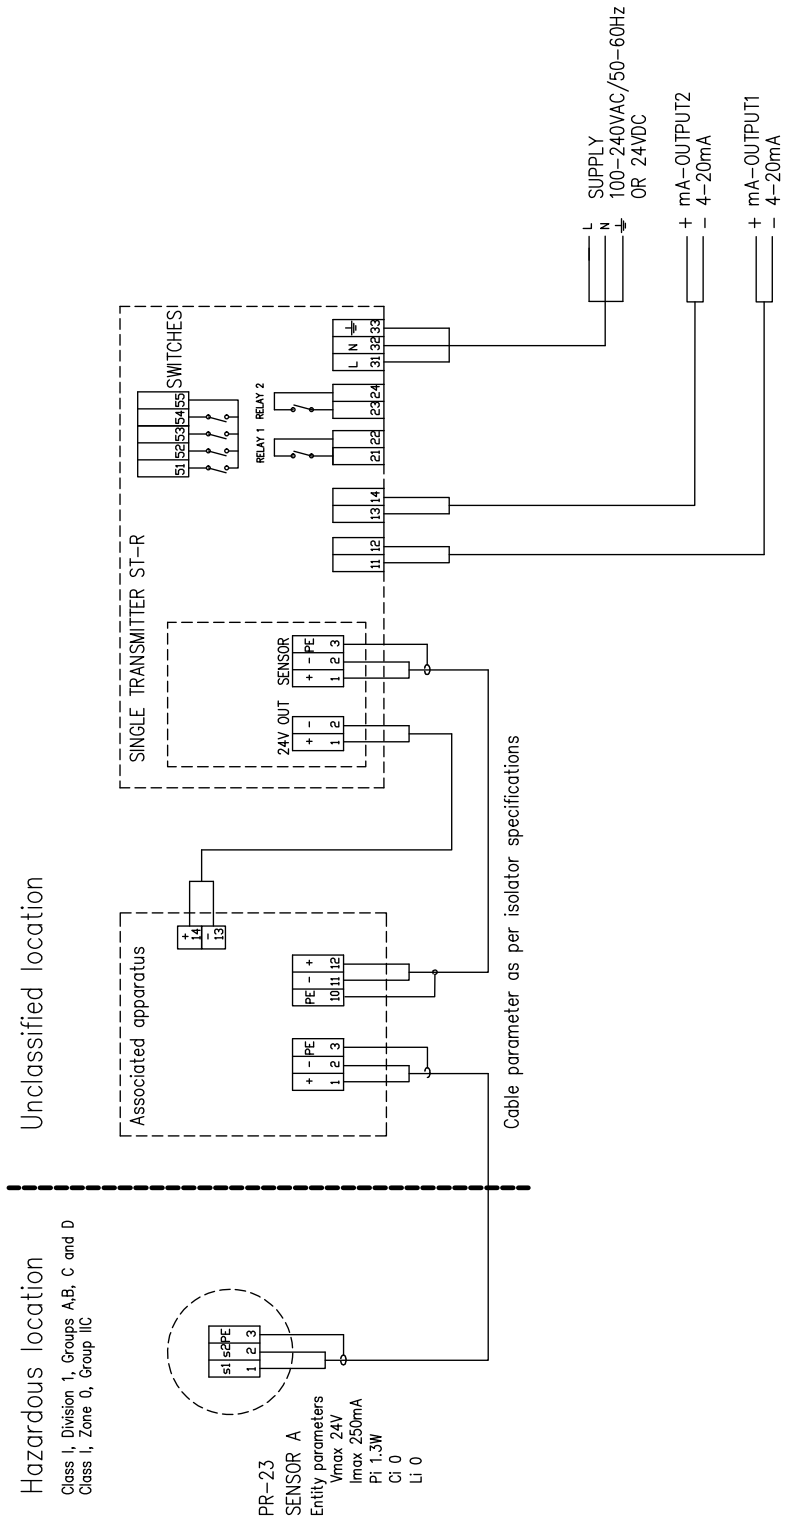 Hazardous location
Class I, Division 1, Groups A,B, C and D
Class I, Zone 0, Group IIC
s1 s2 PE
1 2 3
PR-23
SENSOR A
Entity parameters
Vmax 24V
Imax 250mA
Pi 1.3W
Ci 0
Li 0
Unclassified location
Associated apparatus
+ -
14 13
+ - PE
1 2 3
PE - +
10 11 12
Cable parameter as per isolator specifications
SINGLE TRANSMITTER ST-R
24V OUT
+ -
1 2
SENSOR
+ - PE
1 2 3
51 52 53 54 55
SWITCHES
RELAY 1
RELAY 2
11 12
13 14
21 22
23 24
L N
31 32 33
L
N
SUPPLY
100-240VAC/50-60Hz
OR 24VDC
+ mA-OUTPUT2
- 4-20mA
+ mA-OUTPUT1
- 4-20mA